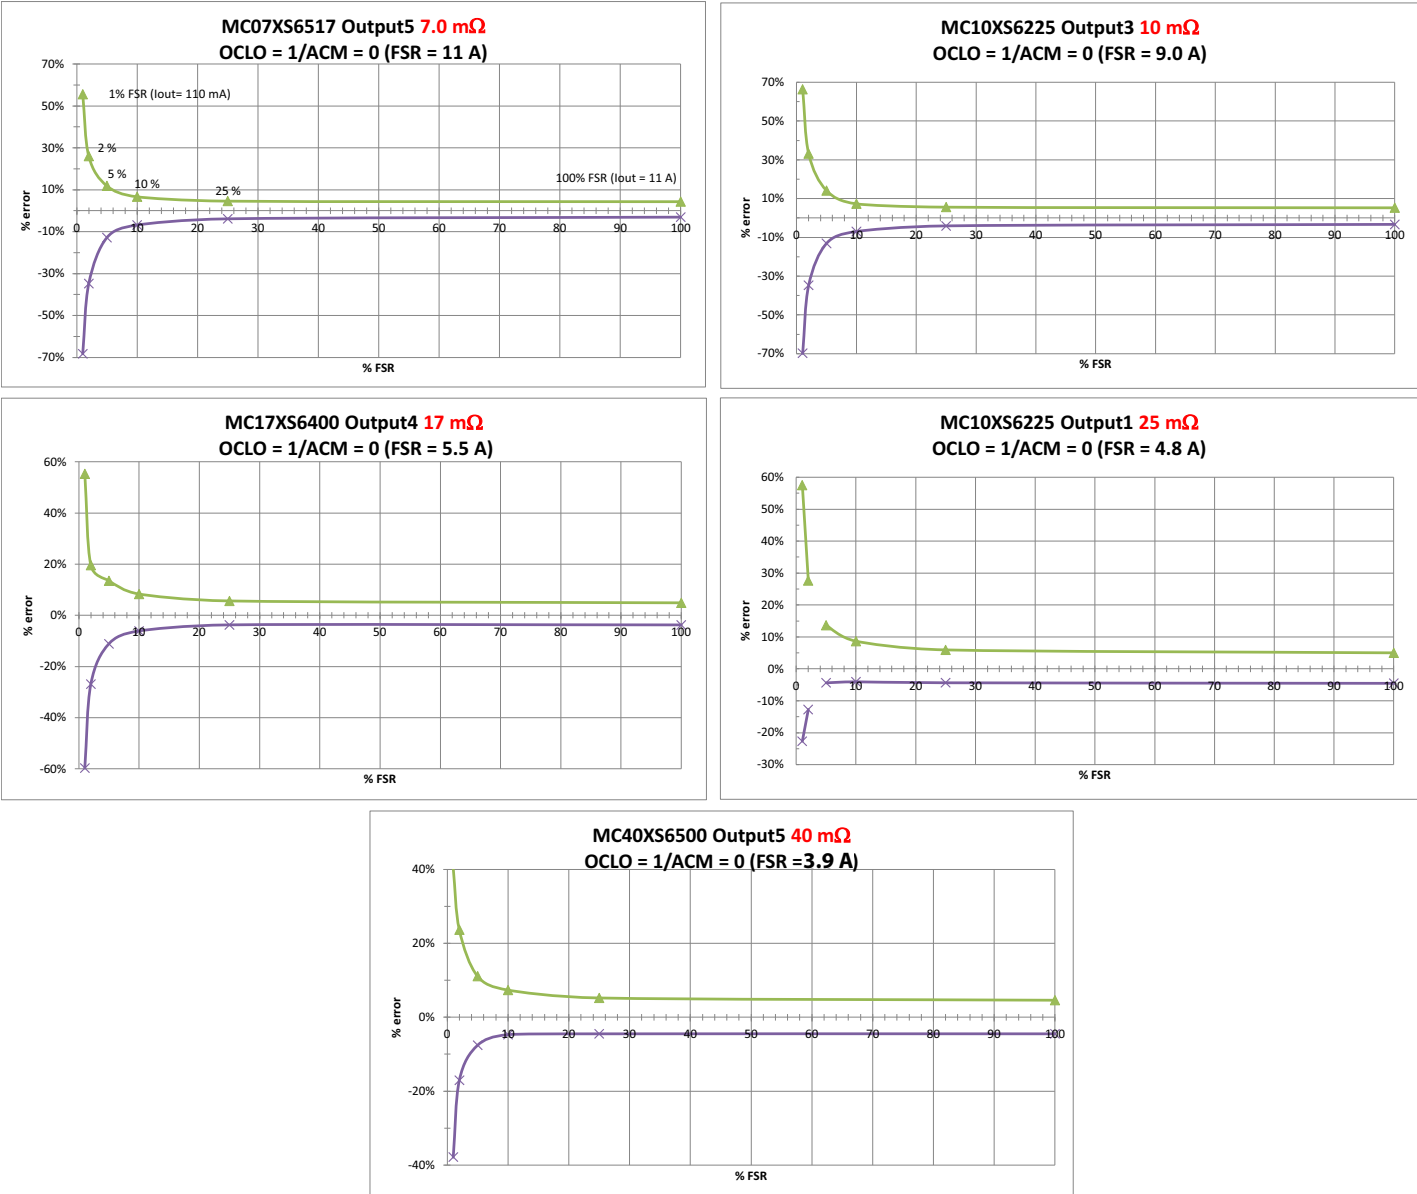 MC07XS6517 Output5 7.0 mΩ
OCLO = 1/ACM = 0 (FSR = 11 A)
70%
50%
30%
10%
-10%
-30%
-50%
-70%
% error
1% FSR (Iout= 110 mA)
2 %
5 %
10 %
25 %
100% FSR (Iout = 11 A)
0 10 20 30 40 50 60 70 80 90 100
% FSR
MC10XS6225 Output3 10 mΩ
OCLO = 1/ACM = 0 (FSR = 9.0 A)
70%
50%
30%
10%
-10%
-30%
-50%
-70%
% error
0 10 20 30 40 50 60 70 80 90 100
% FSR
MC17XS6400 Output4 17 mΩ
OCLO = 1/ACM = 0 (FSR = 5.5 A)
60%
40%
20%
0%
-20%
-40%
-60%
% error
0 10 20 30 40 50 60 70 80 90 100
% FSR
MC10XS6225 Output1 25 mΩ
OCLO = 1/ACM = 0 (FSR = 4.8 A)
60%
50%
40%
30%
20%
10%
0%
-10%
-20%
-30%
% error
0 10 20 30 40 50 60 70 80 90 100
% FSR
MC40XS6500 Output5 40 mΩ
OCLO = 1/ACM = 0 (FSR =3.9 A)
40%
20%
0%
-20%
-40%
% error
0 10 20 30 40 50 60 70 80 90 100
% FSR